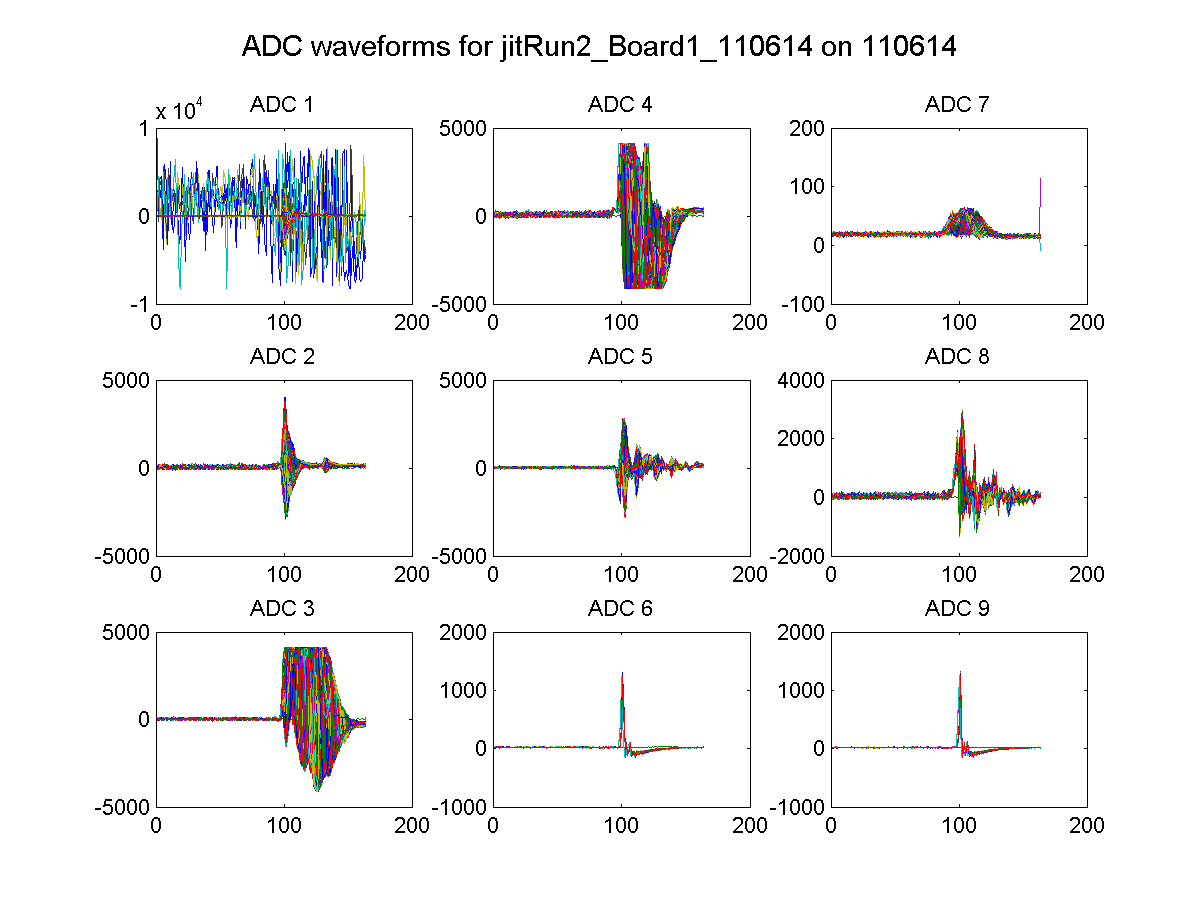 ADC waveforms for jitRun2_Board1_110614 on 110614
x 10^4
ADC 1
ADC 4
ADC 7
1
0
-1
0 100 200
5000
0
-5000
0 100 200
200
100
0
-100
0 100 200
ADC 2
ADC 5
ADC 8
5000
0
-5000
0 100 200
5000
0
-5000
0 100 200
4000
2000
0
-2000
0 100 200
ADC 3
ADC 6
ADC 9
5000
0
-5000
0 100 200
2000
1000
0
-1000
0 100 200
2000
1000
0
-1000
0 100 200